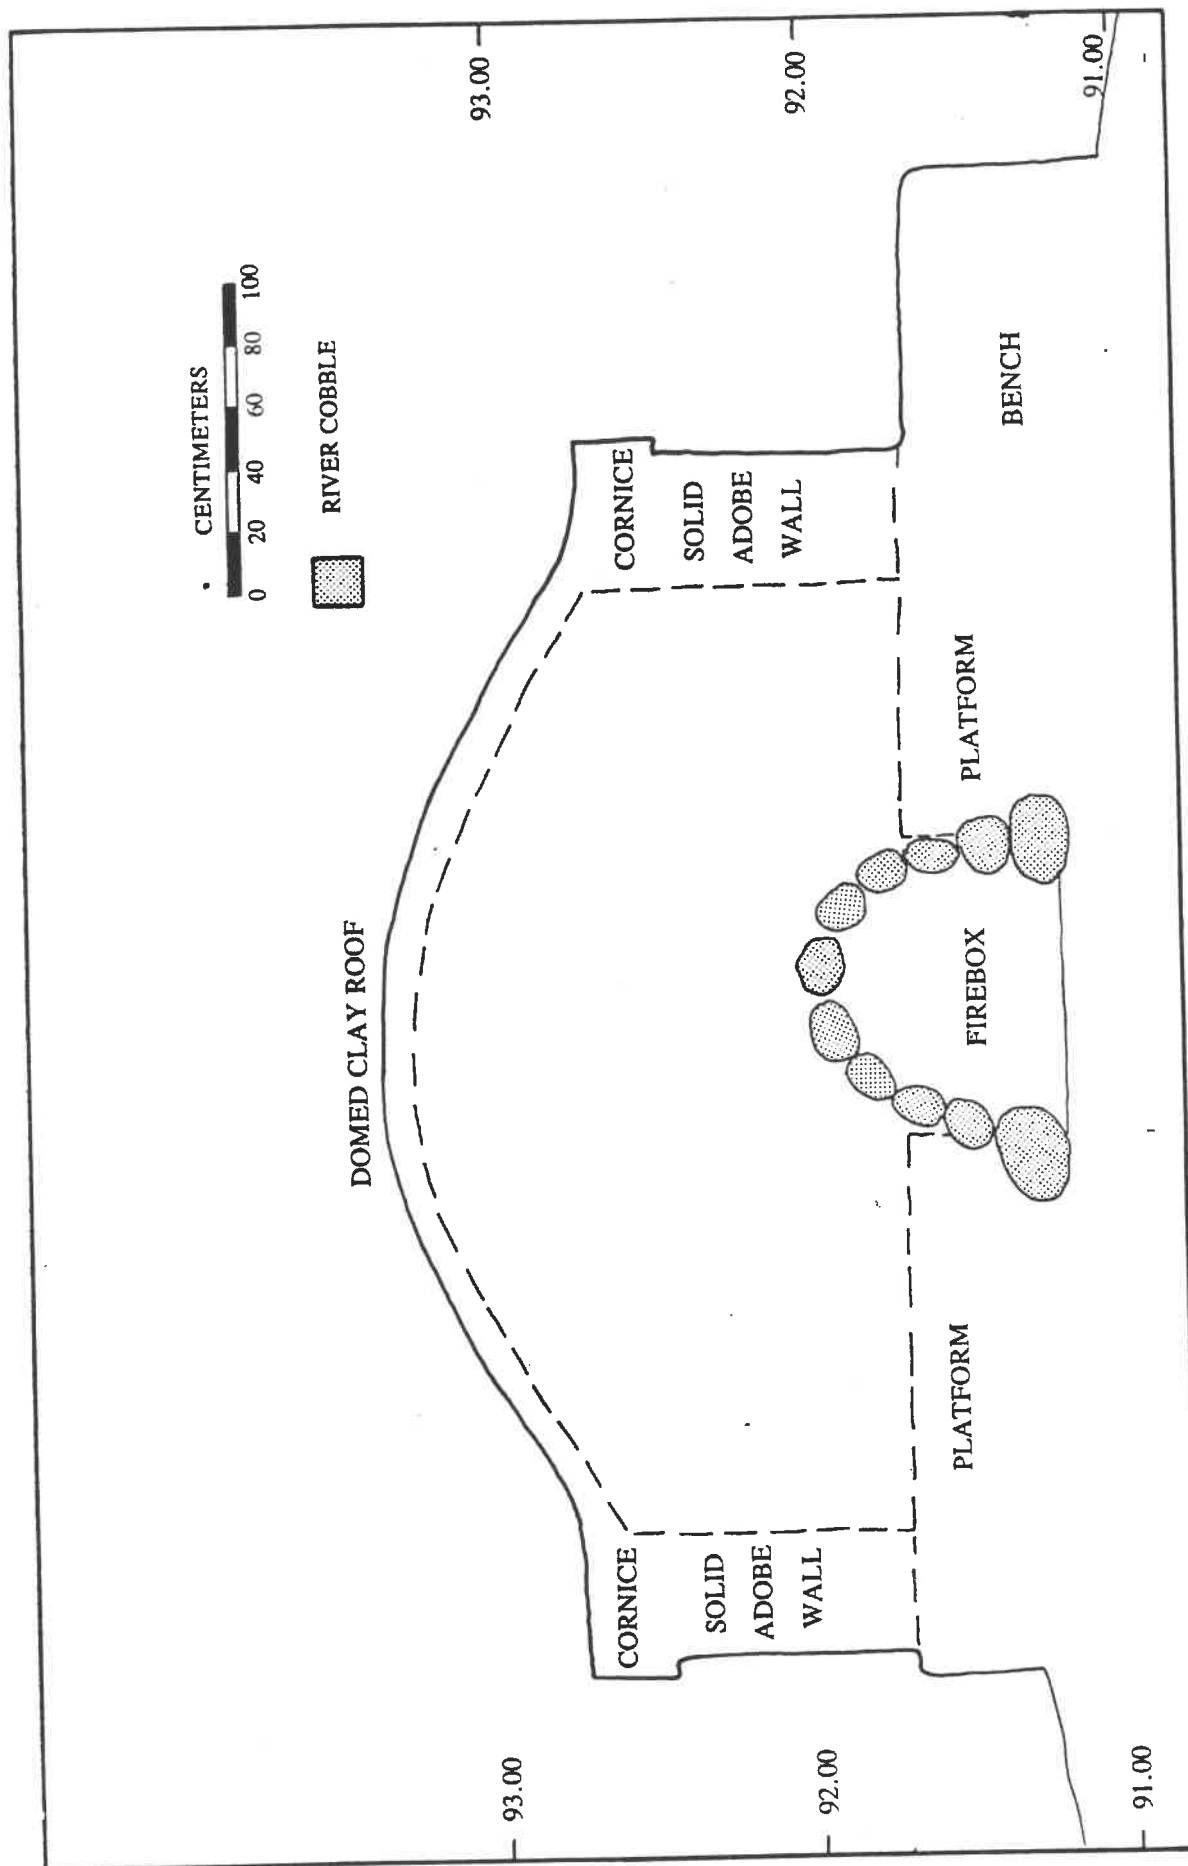 CENTIMETERS
0 20 40 60 80 100
RIVER COBBLE
DOMED CLAY ROOF
93.00
93.00
CORNICE
CORNICE
SOLID
ADOBE
WALL
SOLID
ADOBE
WALL
92.00
92.00
PLATFORM
FIREBOX
PLATFORM
BENCH
91.00
91.00